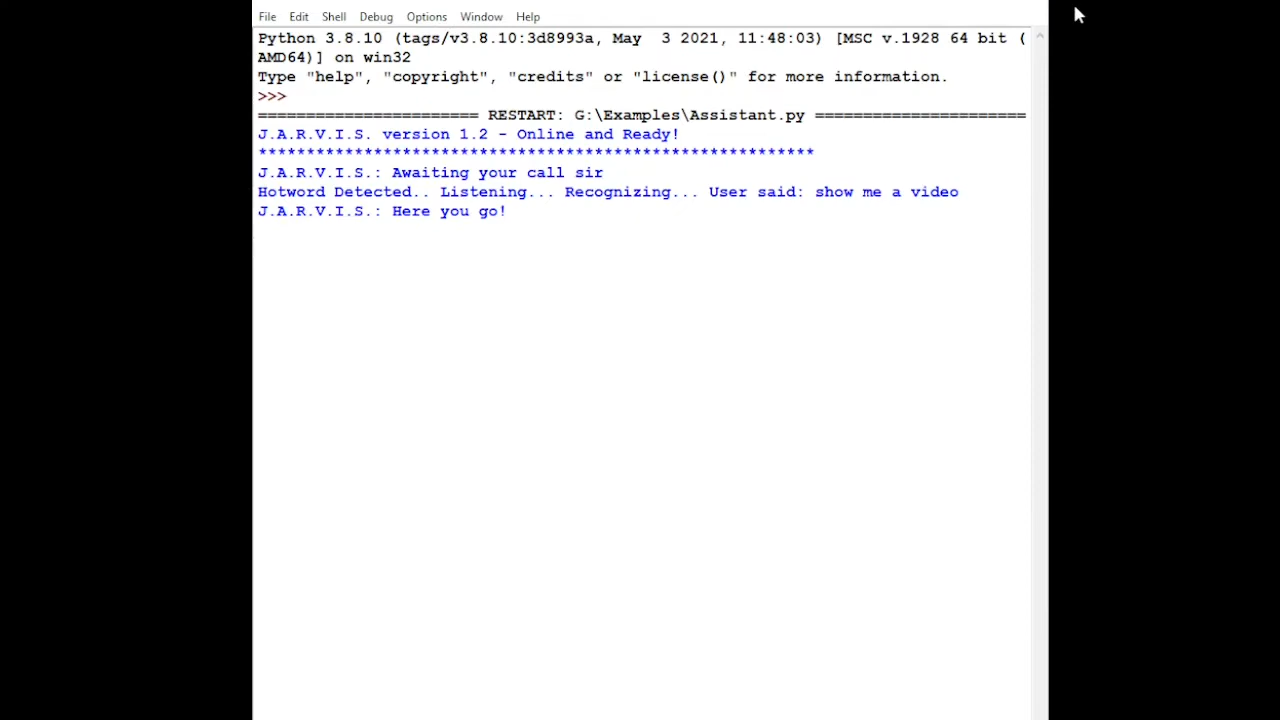 File Edit Shell Debug Options Window Help
Python 3.8.10 (tags/v3.8.10:3d8993a, May  3 2021, 11:48:03) [MSC v.1928 64 bit (
AMD64)] on win32
Type "help", "copyright", "credits" or "license()" for more information.
>>>
======================= RESTART: G:\Examples\Assistant.py ======================
J.A.R.V.I.S. version 1.2 - Online and Ready!
**********************************************************
J.A.R.V.I.S.: Awaiting your call sir
Hotword Detected.. Listening... Recognizing... User said: show me a video
J.A.R.V.I.S.: Here you go!